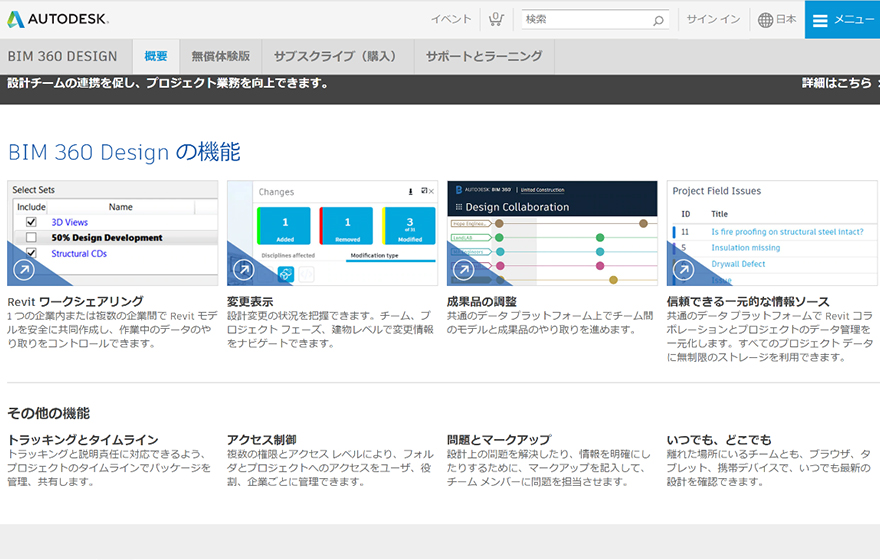 AUTODESK.
イベント
0
検索
サイン イン
日本
メニュー
BIM 360 DESIGN
概要
無償体験版
サブスクライブ（購入）
サポートとラーニング
設計チームの連携を促し、プロジェクト業務を向上できます。
詳細はこちら
BIM 360 Design の機能
Select Sets
Include
Name
3D Views
50% Design Development
Structural CDs
Changes
1
Added
1
Removed
3
of 31
Modified
Disciplines affected
Modification type
AUTODESK BIM 360
United Construction
Design Collaboration
Project Field Issues
ID
Title
11
Is fire proofing on structural steel intact?
5
Insulation missing
Drywall Defect
Revit ワークシェアリング
1 つの企業内または複数の企業間で Revit モデ
ルを安全に共同作成し、作業中のデータのや
り取りをコントロールできます。
変更表示
設計変更の状況を把握できます。チーム、プ
ロジェクト フェーズ、建物レベルで変更情報
をナビゲートできます。
成果品の調整
共通のデータ プラットフォーム上でチーム間
のモデルと成果品のやり取りを進めます。
信頼できる一元的な情報ソース
共通のデータ プラットフォームで Revit コラ
ボレーションとプロジェクトのデータ管理を
一元化します。すべてのプロジェクト データ
に無制限のストレージを利用できます。
その他の機能
トラッキングとタイムライン
トラッキングと説明責任に対応できるよう、
プロジェクトのタイムラインでパッケージを
管理、共有します。
アクセス制御
複数の権限とアクセス レベルにより、フォル
ダとプロジェクトへのアクセスをユーザ、役
割、企業ごとに管理できます。
問題とマークアップ
設計上の問題を解決したり、情報を明確にし
たりするために、マークアップを記入して、
チーム メンバーに問題を担当させます。
いつでも、どこでも
離れた場所にいるチームとも、ブラウザ、タ
ブレット、携帯デバイスで、いつでも最新の
設計を確認できます。